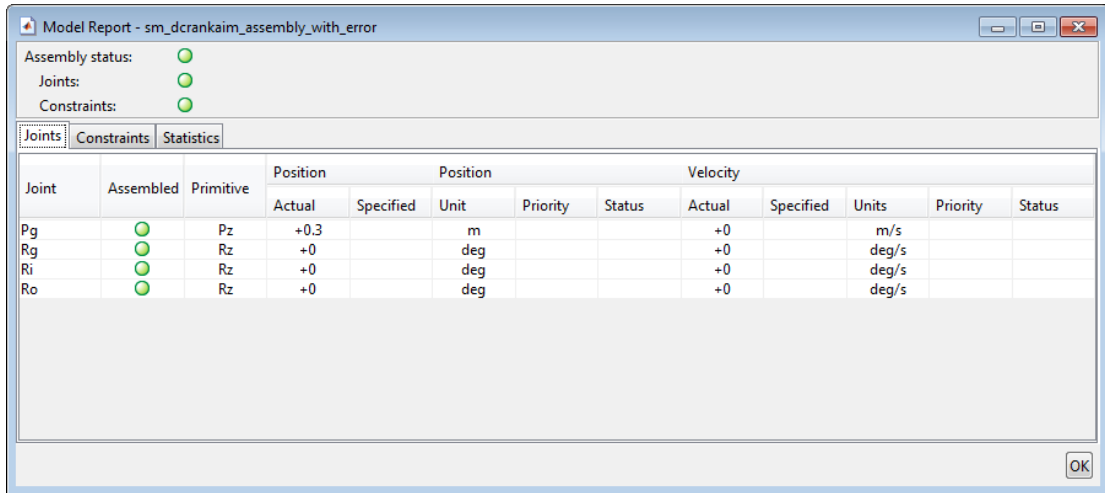 Model Report - sm_dcrankaim_assembly_with_error
Assembly status:
Joints:
Constraints:
Joints Constraints Statistics
Joint Assembled Primitive Position Position Velocity
Actual Specified Unit Priority Status Actual Specified Units Priority Status
Pg Pz +0.3 m +0 m/s
Rg Rz +0 deg +0 deg/s
Ri Rz +0 deg +0 deg/s
Ro Rz +0 deg +0 deg/s
OK